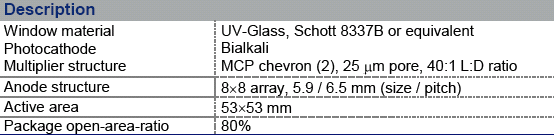 Description
Window material UV-Glass, Schott 8337B or equivalent
Photocathode Bialkali
Multiplier structure MCP chevron (2), 25 μm pore, 40:1 L:D ratio
Anode structure 8×8 array, 5.9 / 6.5 mm (size / pitch)
Active area 53×53 mm
Package open-area-ratio 80%